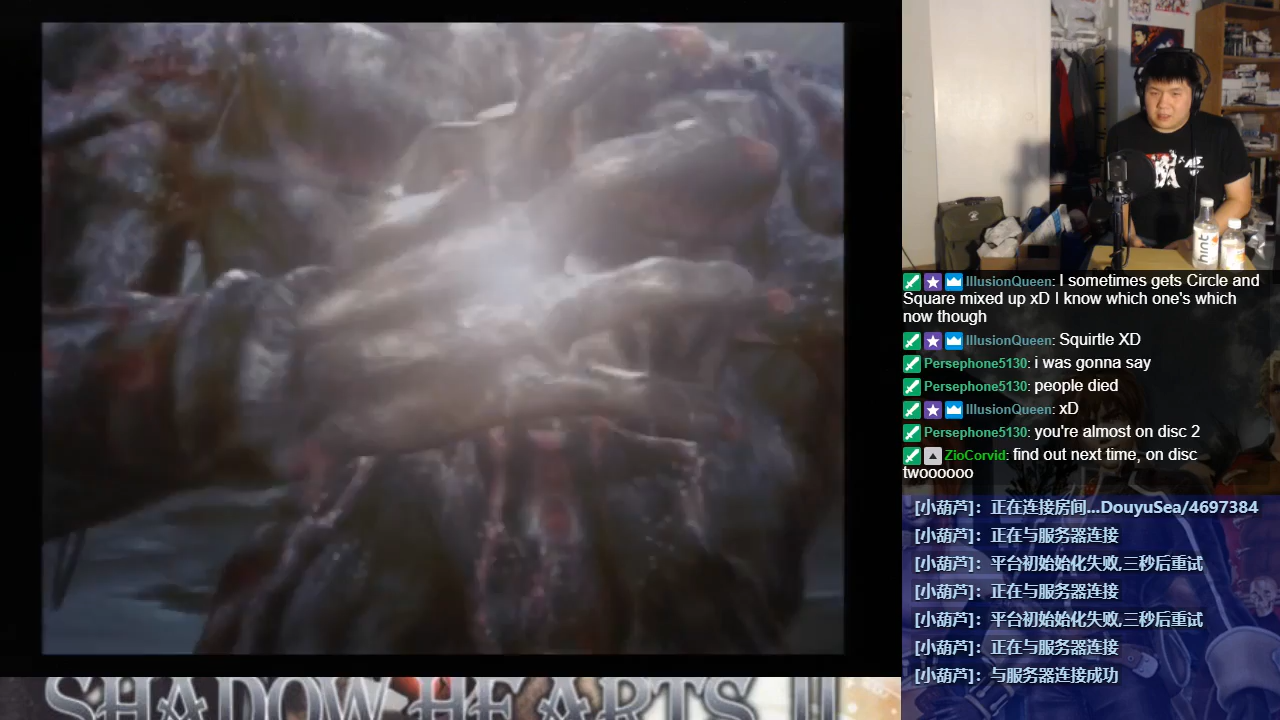 hint
IllusionQueen: I sometimes gets Circle and
Square mixed up xD I know which one's which
now though
IllusionQueen: Squirtle XD
Persephone5130: i was gonna say
Persephone5130: people died
IllusionQueen: xD
Persephone5130: you're almost on disc 2
ZioCorvid: find out next time, on disc
twoooooo
[小葫芦]：正在连接房间...DouyuSea/4697384
[小葫芦]：正在与服务器连接
[小葫芦]：平台初始始化失败,三秒后重试
[小葫芦]：正在与服务器连接
[小葫芦]：平台初始始化失败,三秒后重试
[小葫芦]：正在与服务器连接
[小葫芦]：与服务器连接成功
SHADOW HEARTS II